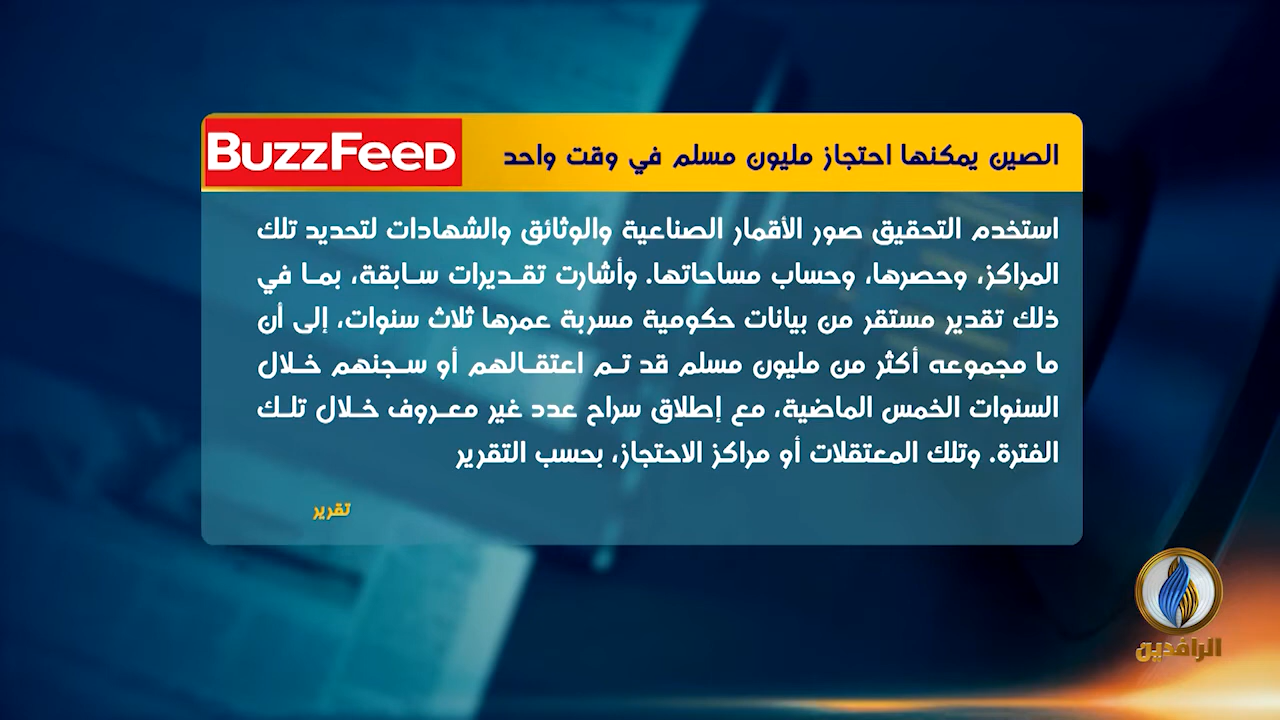 الصين يمكنها احتجاز مليون مسلم في وقت واحد
BUZZFEED
استخدم التحقيق صور الأقمار الصناعية والوثائق والشهادات لتحديد تلك
المراكز، وحصرها، وحساب مساحاتها. وأشارت تقديرات سابقة، بما في
ذلك تقدير مستقر من بيانات حكومية مسربة عمرها ثلاث سنوات، إلى أن
ما مجموعه أكثر من مليون مسلم قد تم اعتقالهم أو سجنهم خلال
السنوات الخمس الماضية، مع إطلاق سراح عدد غير معروف خلال تلك
الفترة. وتلك المعتقلات أو مراكز الاحتجاز، بحسب التقرير
تقرير
الرافدين